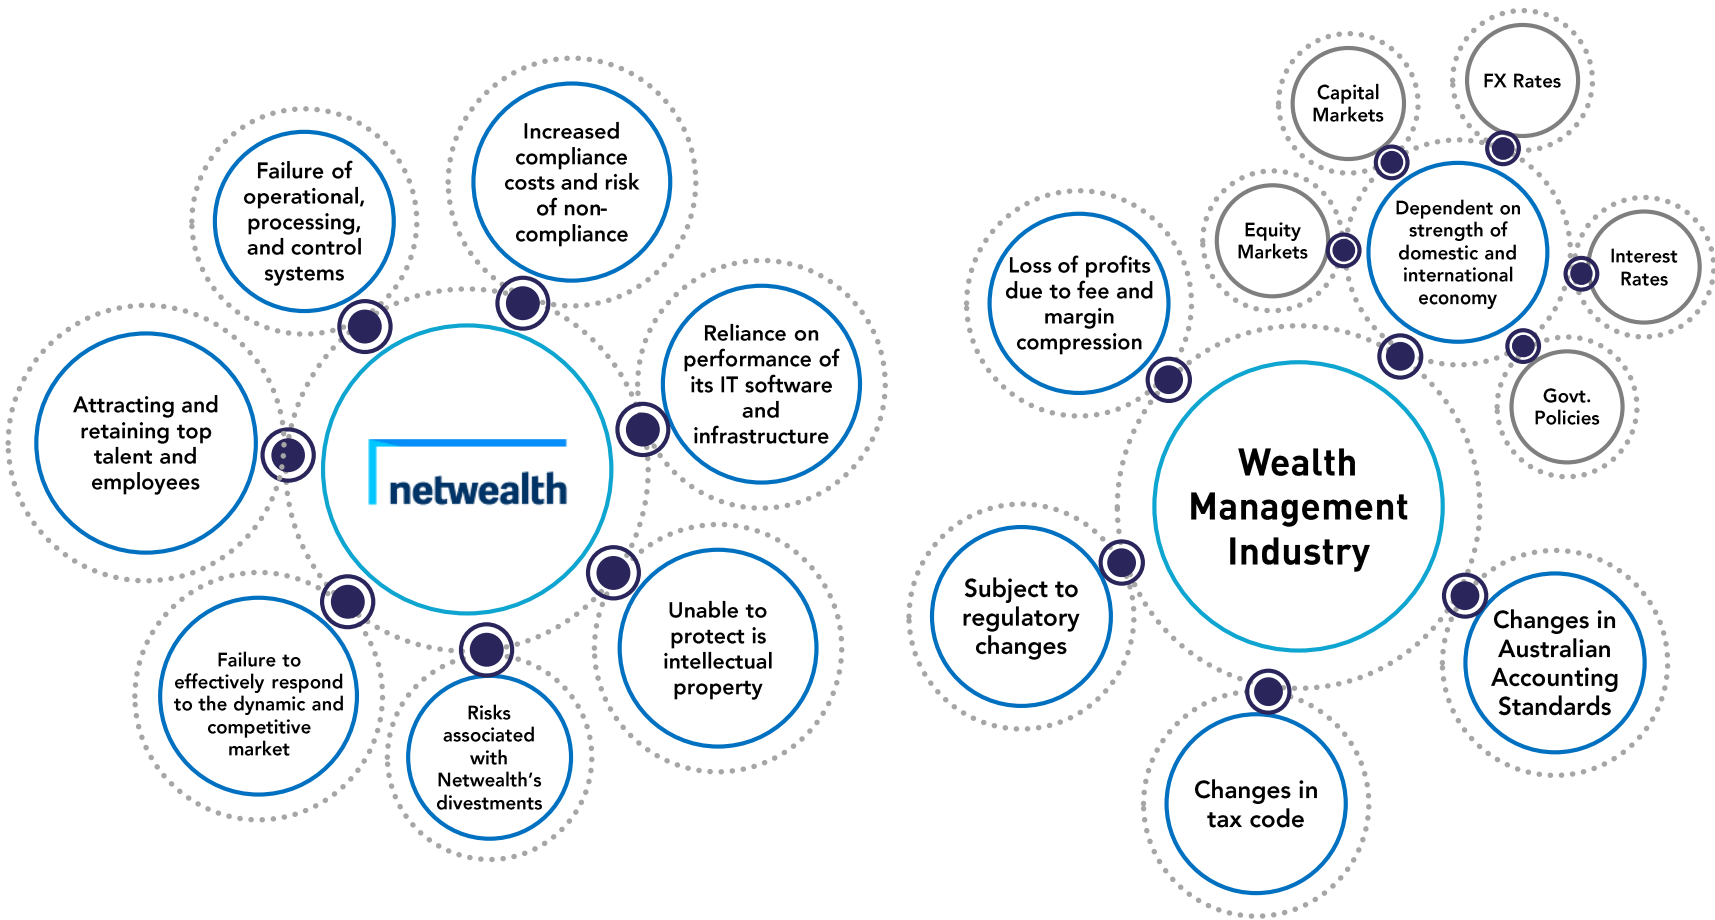 Increased
compliance
costs and risk
of non-
compliance
Failure of
operational,
processing,
and control
systems
Reliance on
performance of
its IT software
and
infrastructure
Attracting and
retaining top
talent and
employees
netwealth
Unable to
protect is
intellectual
property
Failure to
effectively respond
to the dynamic and
competitive
market
Risks
associated
with
Netwealth's
divestments
Capital
Markets
FX Rates
Equity
Markets
Dependent on
strength of
domestic and
international
economy
Interest
Rates
Govt.
Policies
Loss of profits
due to fee and
margin
compression
Wealth
Management
Industry
Subject to
regulatory
changes
Changes in
Australian
Accounting
Standards
Changes in
tax code